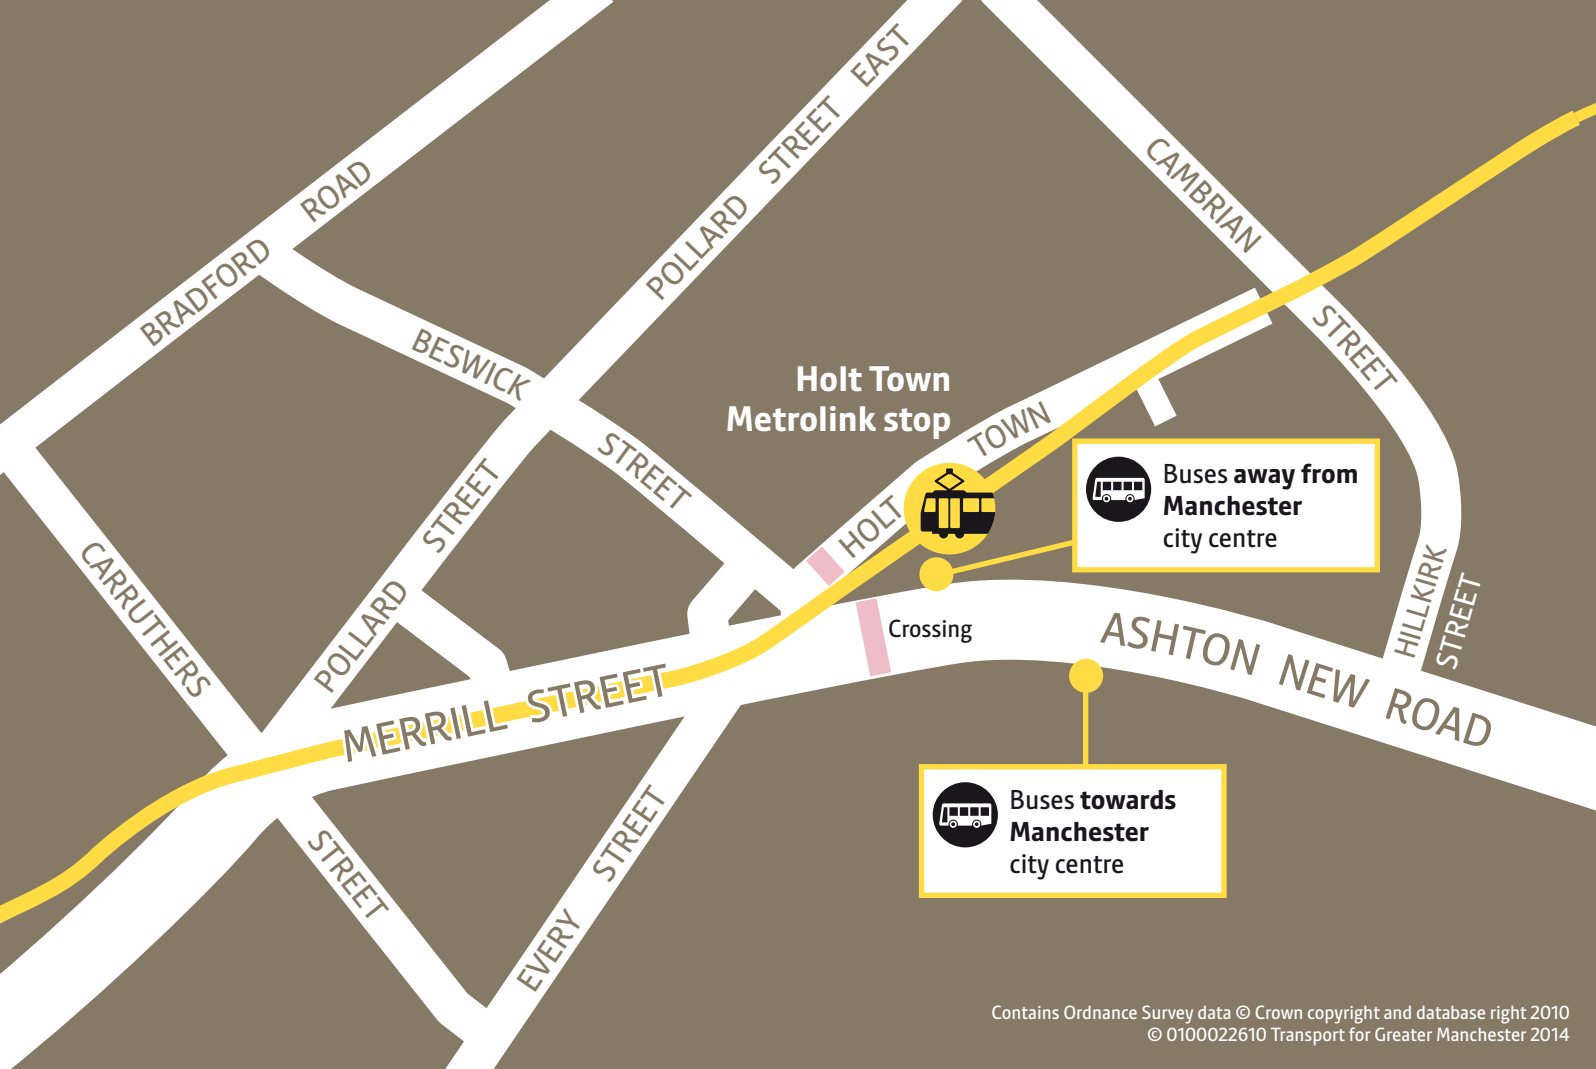 BRADFORD ROAD
POLLARD STREET EAST
CAMBRIAN STREET
BESWICK STREET
Holt Town
Metrolink stop
HOLT TOWN
Buses away from
Manchester
city centre
CARRUTHERS STREET
POLLARD STREET
Crossing
HILLKIRK
STREET
ASHTON NEW ROAD
MERRILL STREET
EVERY STREET
Buses towards
Manchester
city centre
Contains Ordnance Survey data © Crown copyright and database right 2010
© 0100022610 Transport for Greater Manchester 2014